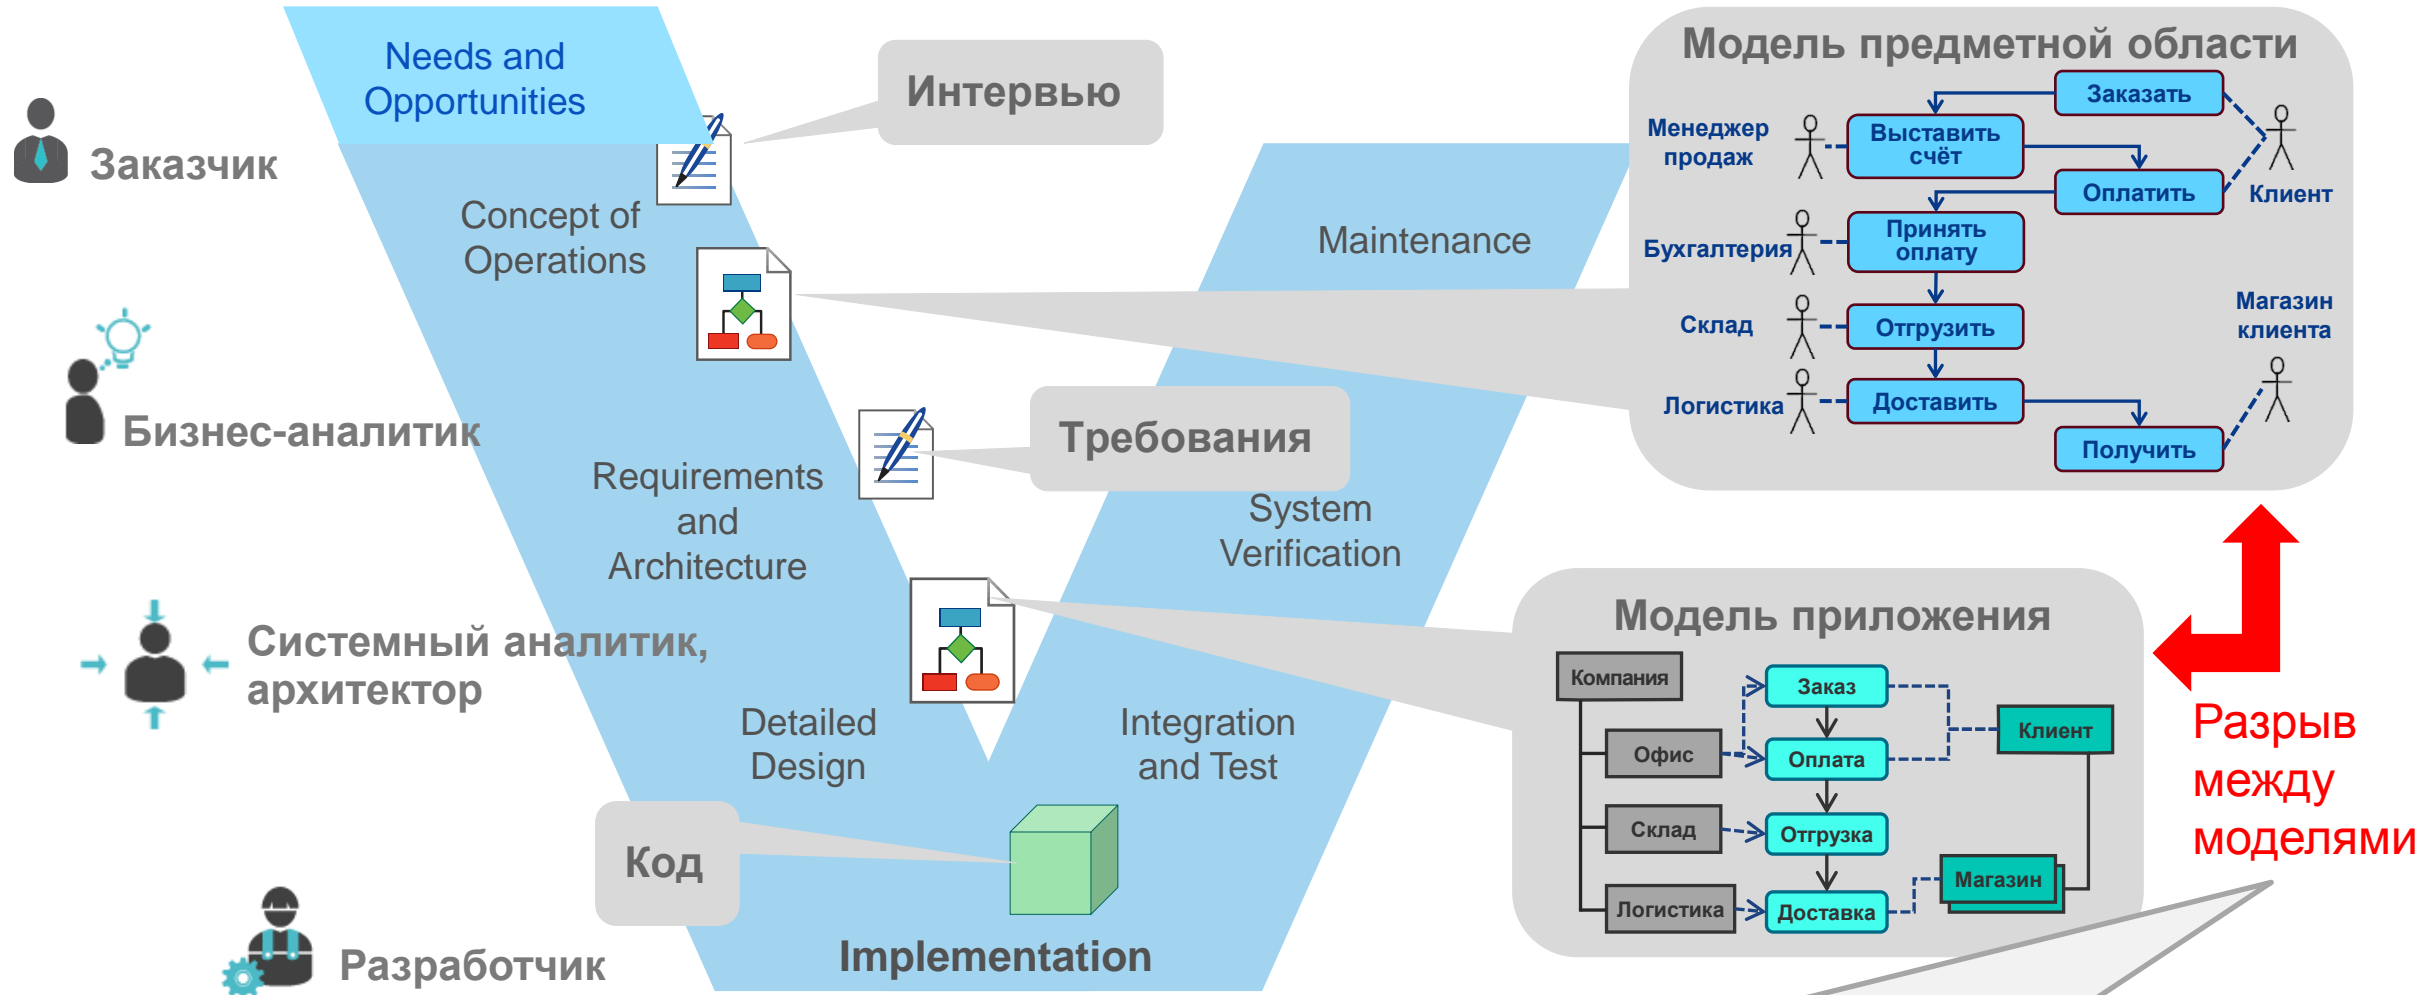 Needs and
Opportunities
Интервью
Заказчик
Concept of
Operations
Maintenance
Бизнес-аналитик
Требования
Requirements
and
Architecture
System
Verification
Системный аналитик,
архитектор
Detailed
Design
Integration
and Test
Код
Implementation
Разработчик
Модель предметной области
Заказать
Менеджер
продаж
Выставить
счёт
Оплатить
Клиент
Бухгалтерия
Принять
оплату
Склад
Отгрузить
Магазин
клиента
Логистика
Доставить
Получить
Модель приложения
Компания
Заказ
Клиент
Офис
Оплата
Склад
Отгрузка
Магазин
Логистика
Доставка
Разрыв
между
моделями